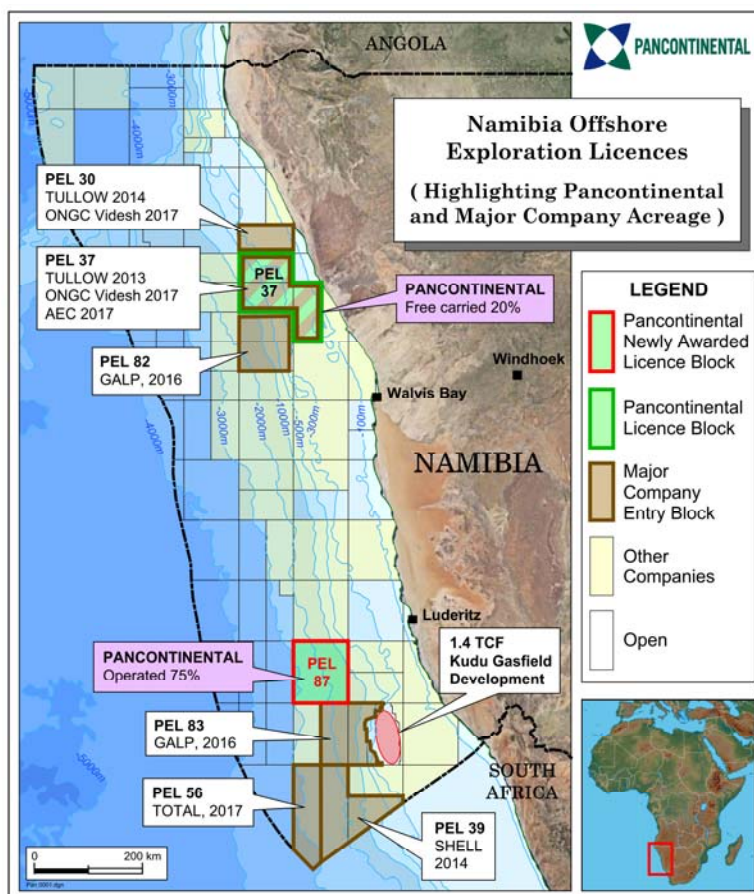 PANCONTINENTAL
ANGOLA
Namibia Offshore
Exploration Licences
( Highlighting Pancontinental
and Major Company Acreage )
-5000m
-4000m
-3000m
PEL 30
TULLOW 2014
ONGC Videsh 2017
PEL 37
TULLOW 2013
ONGC Videsh 2017
AEC 2017
PEL
37
PANCONTINENTAL
Free carried 20%
PEL 82
GALP, 2016
Windhoek
Walvis Bay
-4000m
-3000m
-2000m
-1000m
-500m
-300m
-100m
NAMIBIA
Luderitz
PANCONTINENTAL
Operated 75%
PEL
87
1.4 TCF
Kudu Gasfield
Development
PEL 83
GALP, 2016
-5000m
PEL 56
TOTAL, 2017
PEL 39
SHELL
2014
SOUTH
AFRICA
0
200 km
Pan 0001.dgn
LEGEND
Pancontinental
Newly Awarded
Licence Block
Pancontinental
Licence Block
Major
Company
Entry Block
Other
Companies
Open